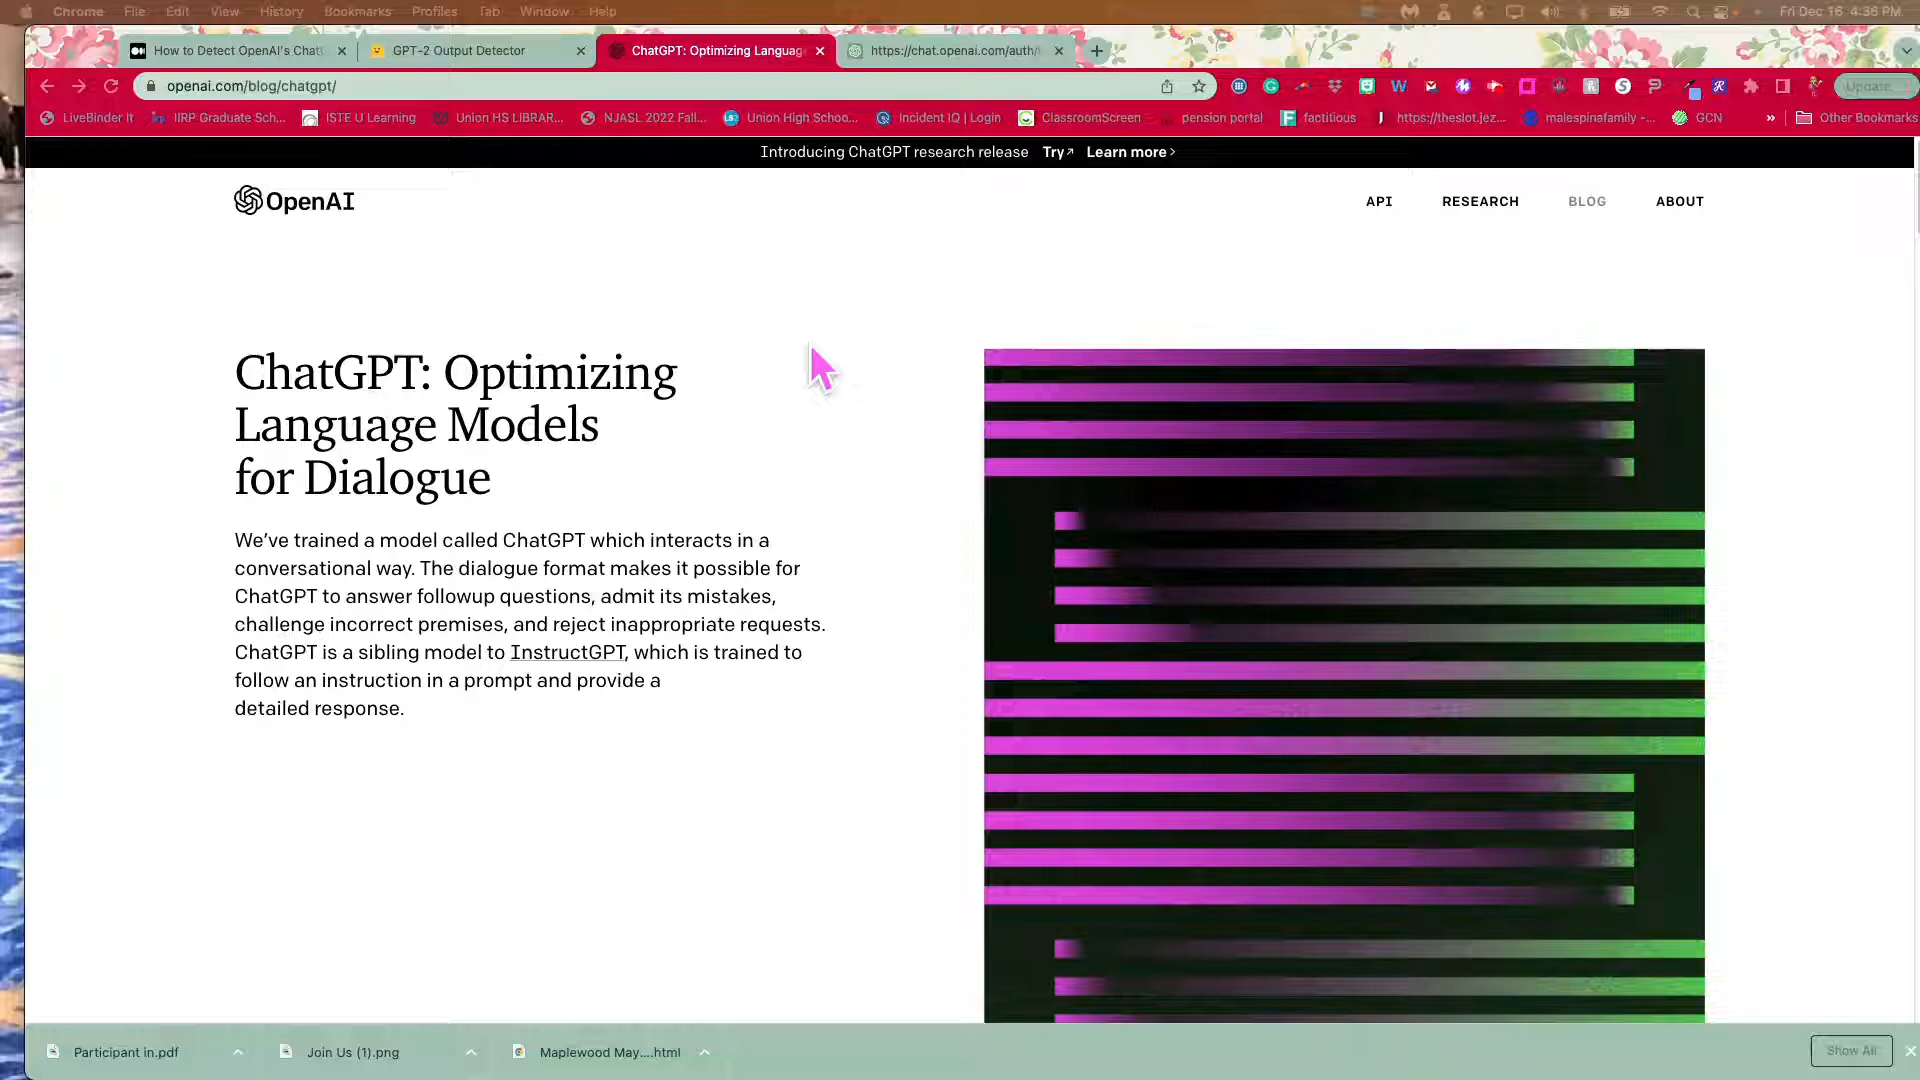 Chrome File Edit View History Bookmarks Profiles Tab Window Help Fri Dec 16 4:36 PM
How to Detect OpenAI's Chat GPT-2 Output Detector ChatGPT: Optimizing Languag https://chat.openai.com/auth/
openai.com/blog/chatgpt/ Update
LiveBinder It IIRP Graduate Sch... ISTE U Learning Union HS LIBRAR... NJASL 2022 Fall... Union High Schoo... Incident IQ | Login ClassroomScreen pension portal factitious https://theslot.jez... malespinafamily -... GCN » Other Bookmarks
Introducing ChatGPT research release Try↗ Learn more>
OpenAI
API RESEARCH BLOG ABOUT
ChatGPT: Optimizing
Language Models
for Dialogue
We've trained a model called ChatGPT which interacts in a
conversational way. The dialogue format makes it possible for
ChatGPT to answer followup questions, admit its mistakes,
challenge incorrect premises, and reject inappropriate requests.
ChatGPT is a sibling model to InstructGPT, which is trained to
follow an instruction in a prompt and provide a
detailed response.
Participant in.pdf Join Us (1).png Maplewood May....html Show All